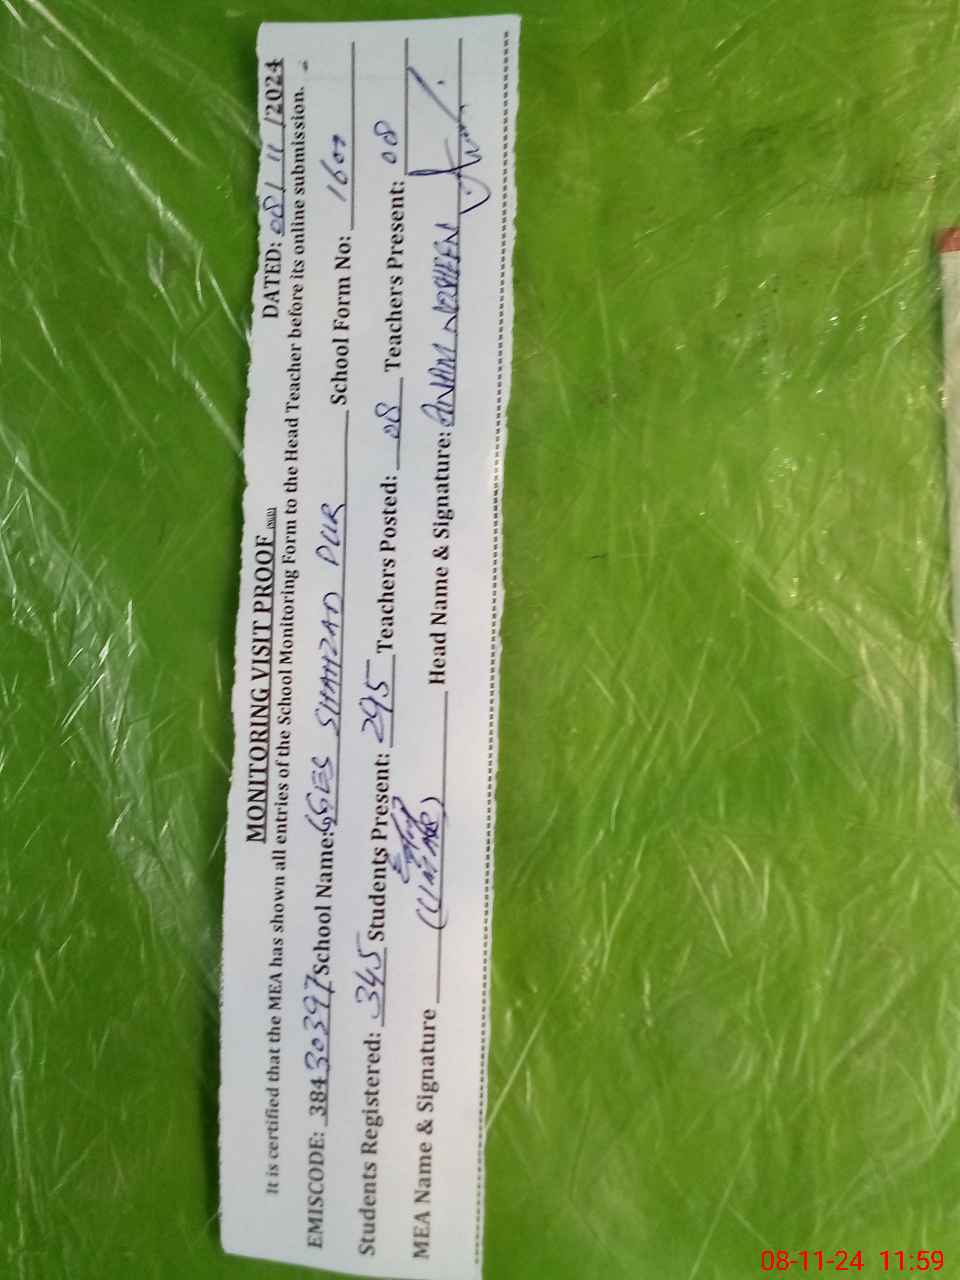 MONITORING VISIT PROOF
DATED: 08/11/2024
It is certified that the MEA has shown all entries of the School Monitoring Form to the Head Teacher before its online submission.
EMISCODE: 38430397 School Name: GGES SHAHZAD PUR School Form No:
Students Registered: 345 Students Present: 295 Teachers Posted: 08 Teachers Present: 08
MEA Name & Signature Head Name & Signature: ANAM NOSHEEN
08-11-24 11:59